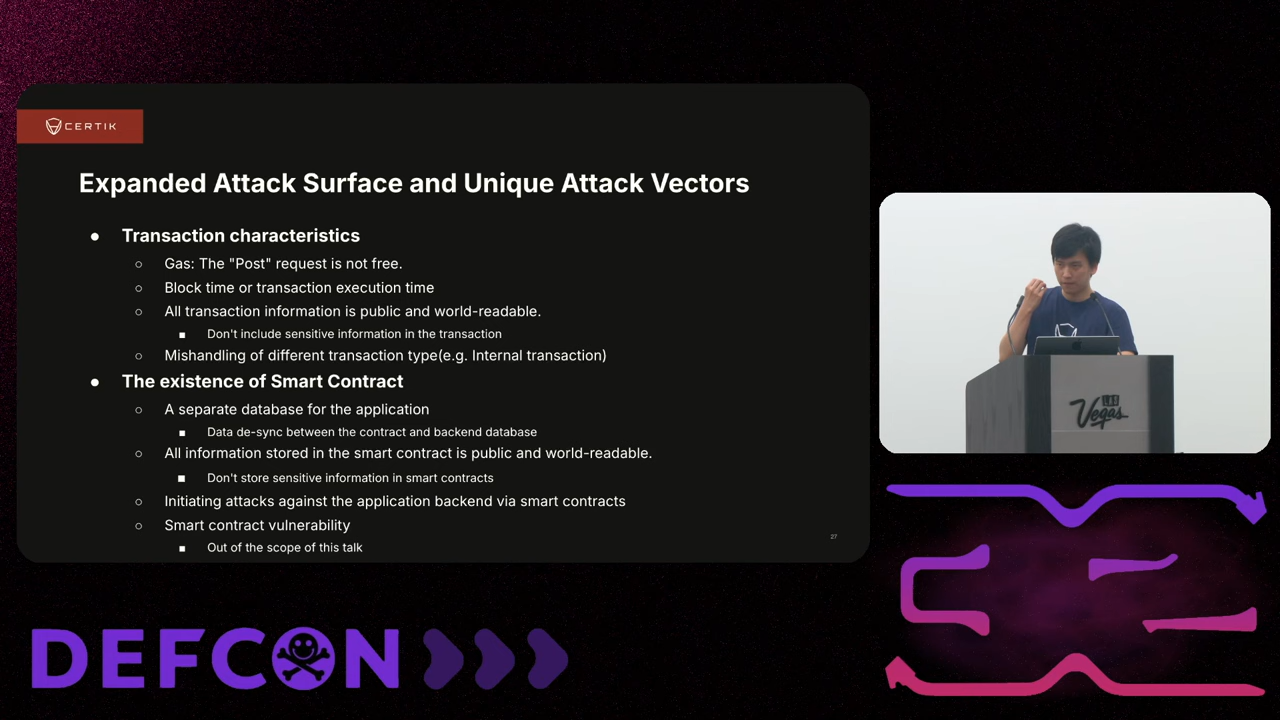 CERTIK
Expanded Attack Surface and Unique Attack Vectors
● Transaction characteristics
○ Gas: The "Post" request is not free.
○ Block time or transaction execution time
○ All transaction information is public and world-readable.
■ Don't include sensitive information in the transaction
○ Mishandling of different transaction type(e.g. Internal transaction)
● The existence of Smart Contract
○ A separate database for the application
■ Data de-sync between the contract and backend database
○ All information stored in the smart contract is public and world-readable.
■ Don't store sensitive information in smart contracts
○ Initiating attacks against the application backend via smart contracts
○ Smart contract vulnerability
■ Out of the scope of this talk
27
LAS
Vegas
DEFCON